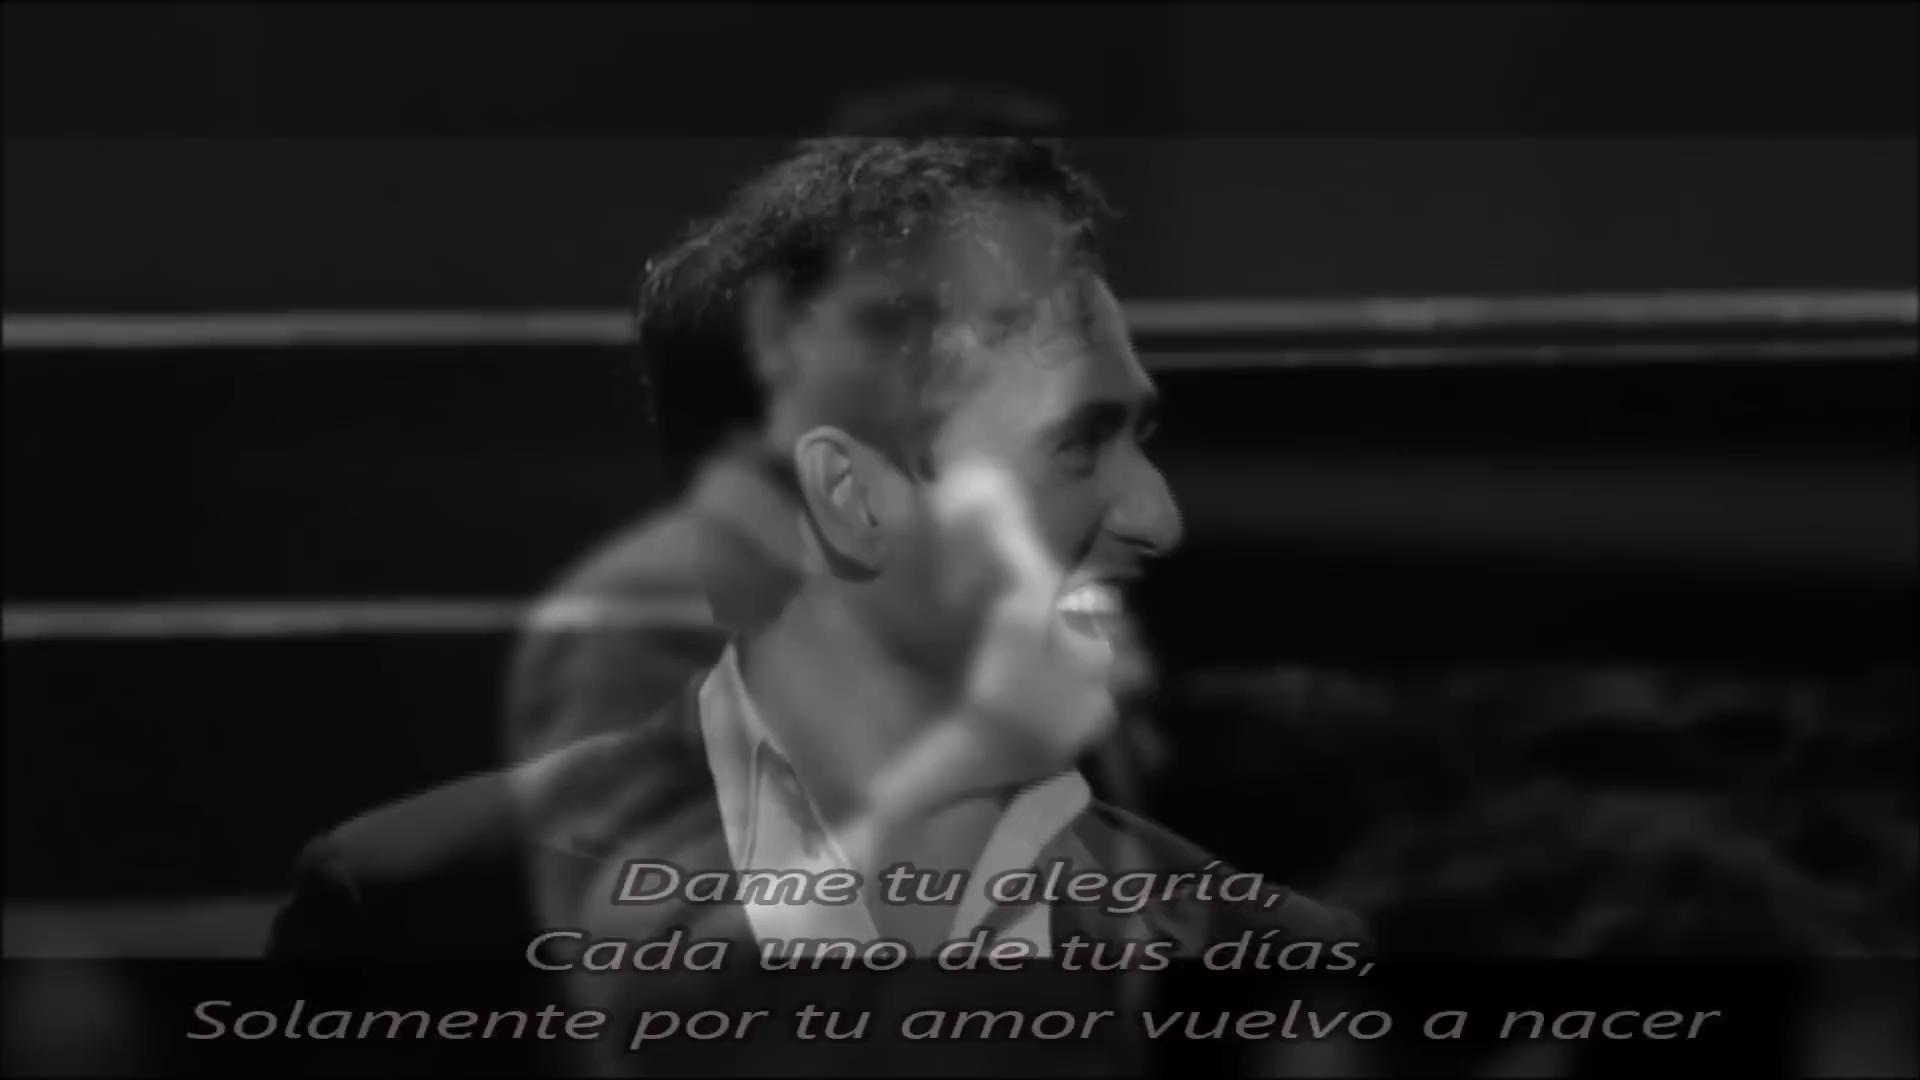 Dame tu alegría,
Cada uno de tus días,
Solamente por tu amor vuelvo a nacer